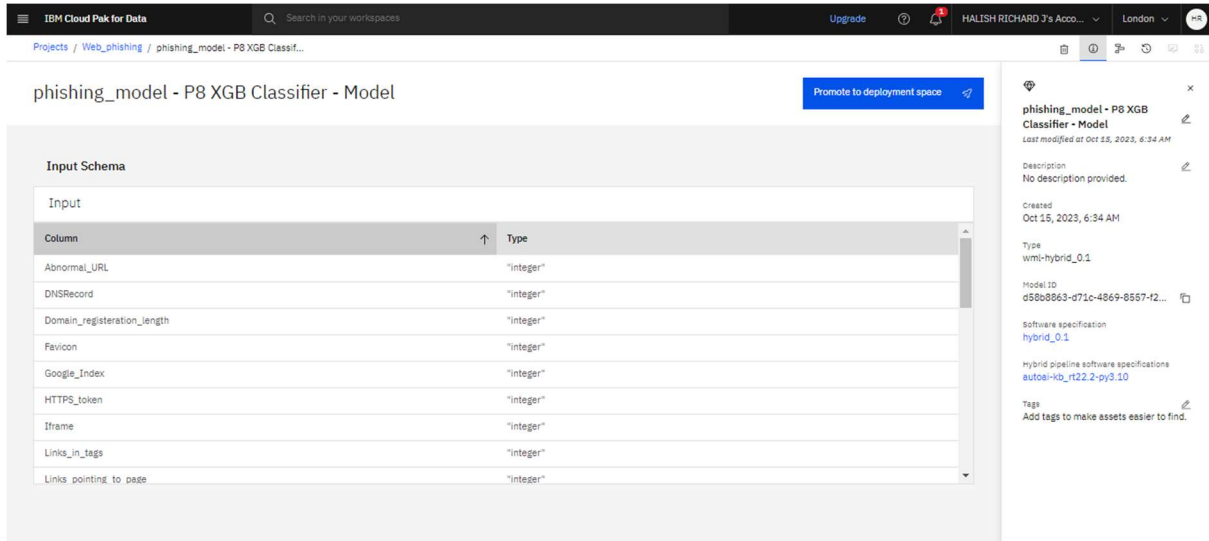 IBM Cloud Pak for Data
Search in your workspaces
Upgrade
1
HALISH RICHARD J's Acco...
London
HR
Projects / Web_phishing / phishing_model - P8 XGB Classif...
phishing_model - P8 XGB Classifier - Model
Promote to deployment space
Input Schema
Input
Column Type
Abnormal_URL "integer"
DNSRecord "integer"
Domain_registeration_length "integer"
Favicon "integer"
Google_Index "integer"
HTTPS_token "integer"
Iframe "integer"
Links_in_tags "integer"
Links_pointing_to_page "integer"
phishing_model - P8 XGB
Classifier - Model
Last modified at Oct 15, 2023, 6:34 AM
Description
No description provided.
Created
Oct 15, 2023, 6:34 AM
Type
wml-hybrid_0.1
Model ID
d58b8863-d71c-4869-8557-f2...
Software specification
hybrid_0.1
Hybrid pipeline software specifications
autoai-kb_rt22.2-py3.10
Tags
Add tags to make assets easier to find.